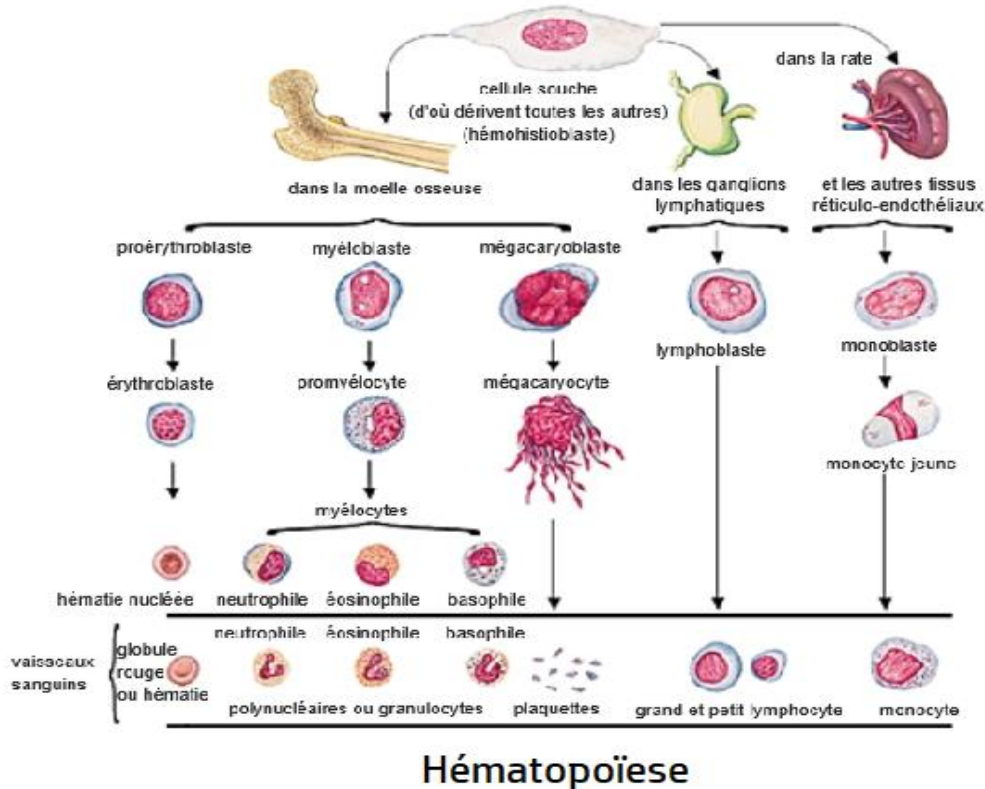 dans la rate
cellule souche
(d'où dérivent toutes les autres)
(hémohistioblaste)
dans la moelle osseuse
dans les ganglions
lymphatiques
et les autres tissus
réticulo-endothéliaux
proérythroblaste
myéloblaste
mégacaryoblaste
lymphoblaste
monoblaste
érythroblaste
promyélocyte
mégacaryocyte
monocyte jeune
myélocytes
hématie nucléée
neutrophile
éosinophile
basophile
neutrophile
éosinophile
basophile
vaisseaux
sanguins
globule
rouge
ou hématie
polynucléaires ou granulocytes
plaquettes
grand et petit lymphocyte
monocyte
Hématopoïese